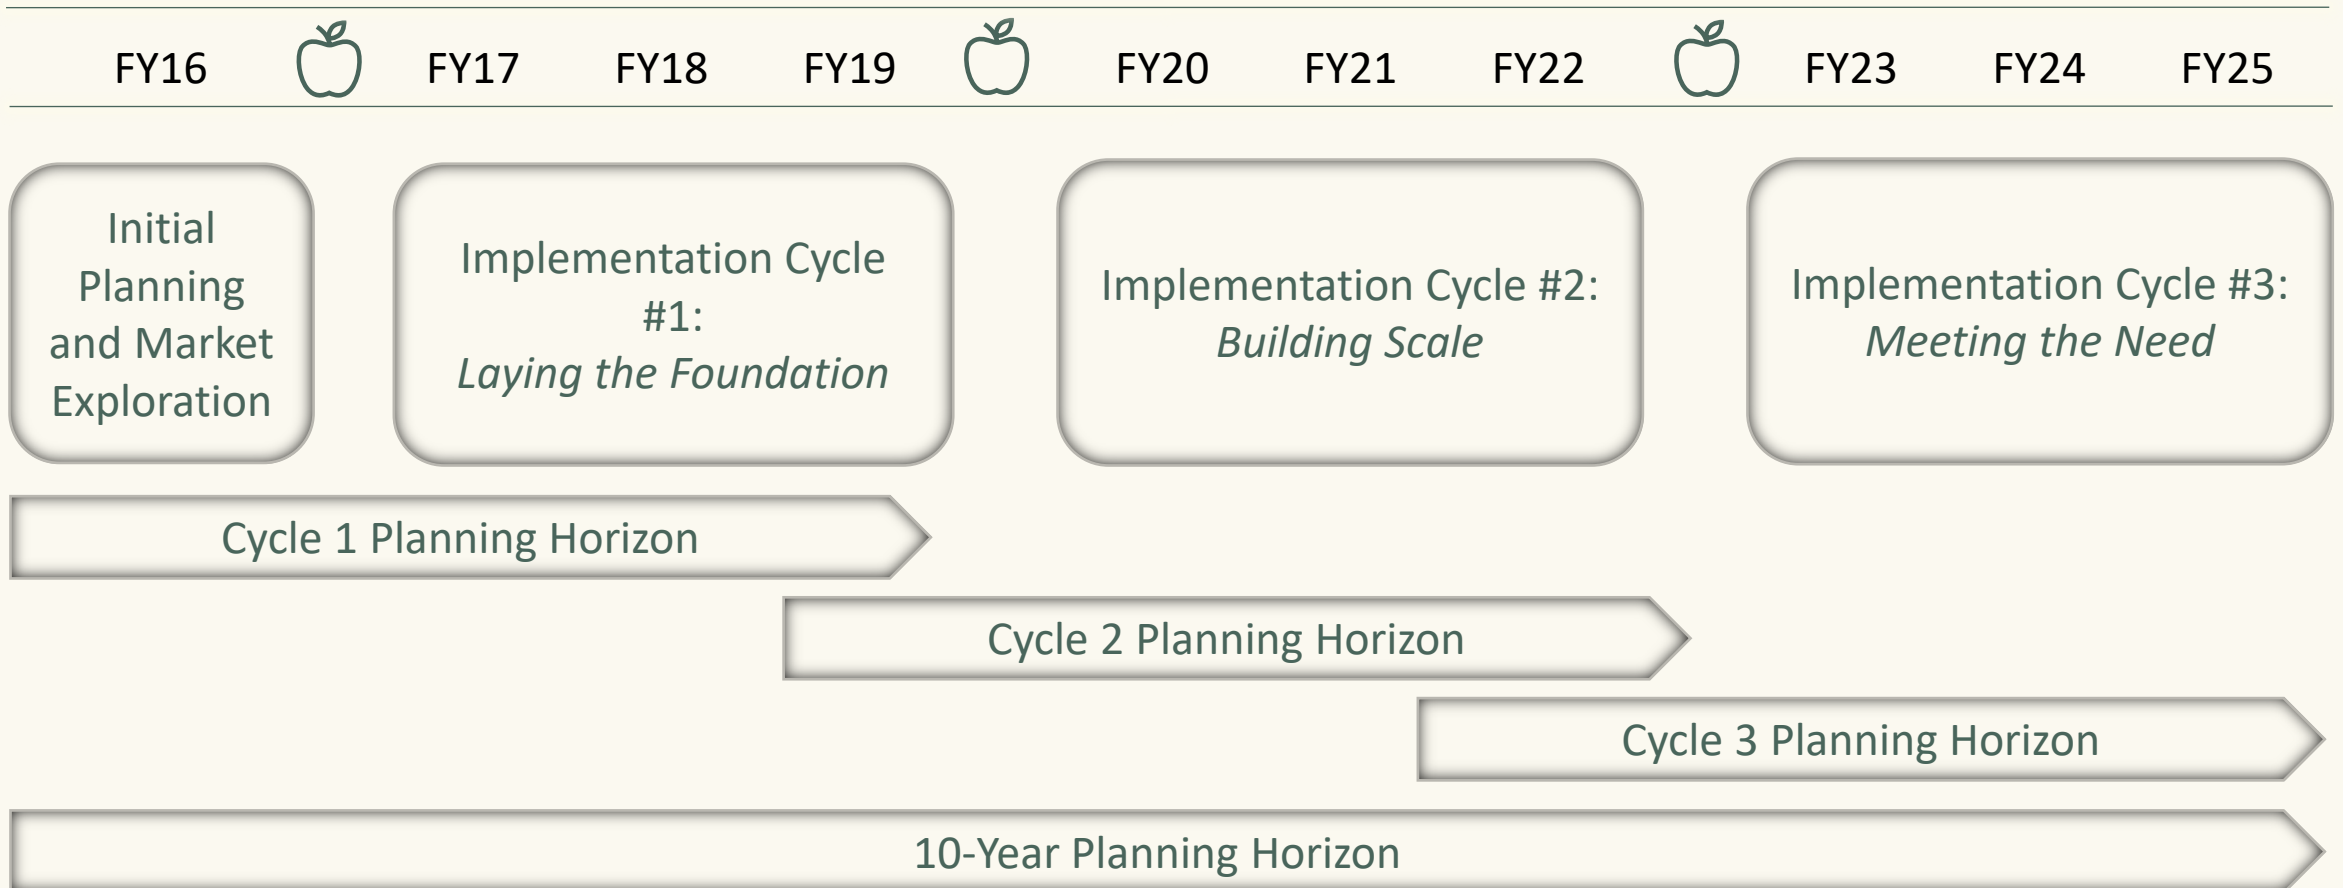 FY16 FY17 FY18 FY19 FY20 FY21 FY22 FY23 FY24 FY25
Initial
Planning
and Market
Exploration
Implementation Cycle
#1:
Laying the Foundation
Implementation Cycle #2:
Building Scale
Implementation Cycle #3:
Meeting the Need
Cycle 1 Planning Horizon
Cycle 2 Planning Horizon
Cycle 3 Planning Horizon
10-Year Planning Horizon